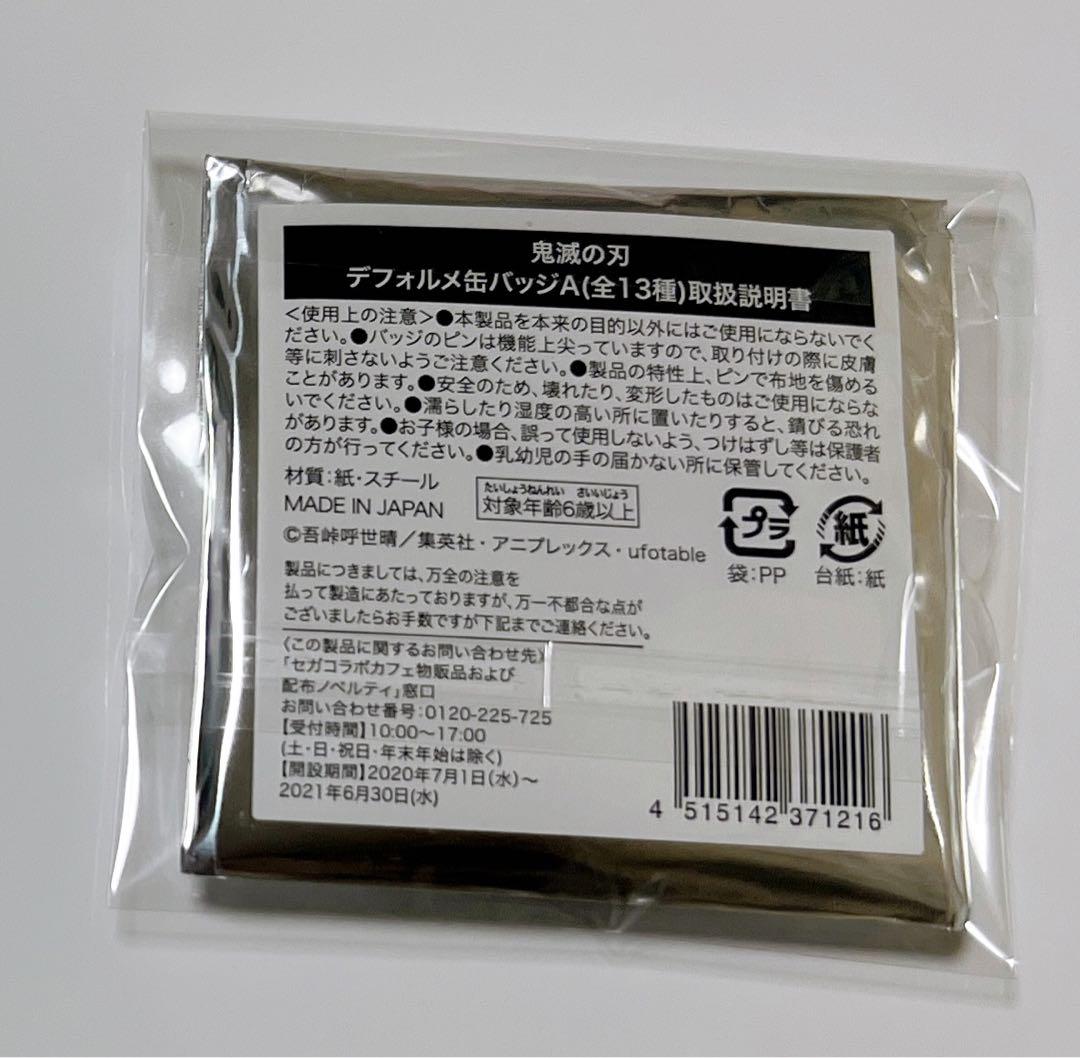 鬼滅の刃
デフォルメ缶バッジA(全13種)取扱説明書
<使用上の注意>●本製品を本来の目的以外にはご使用にならないでく
ださい。●バッジのピンは機能上尖っていますので、取り付けの際に皮膚
等に刺さないようご注意ください。●製品の特性上、ピンで布地を傷める
ことがあります。●安全のため、壊れたり、変形したものはご使用にならな
いでください。●濡らしたり湿度の高い所に置いたりすると、錆びる恐れ
があります。●お子様の場合、誤って使用しないよう、つけはずし等は保護者
の方が行ってください。●乳幼児の手の届かない所に保管してください。
材質:紙・スチール
MADE IN JAPAN
たいしょうねんれい さいいじょう
対象年齢6歳以上
プラ
袋:PP
紙
台紙:紙
©吾峠呼世晴／集英社・アニプレックス・ufotable
製品につきましては、万全の注意を
払って製造にあたっておりますが、万一不都合な点が
ございましたらお手数ですが下記までご連絡ください。
〈この製品に関するお問い合わせ先〉
「セガコラボカフェ物販品および
配布ノベルティ」窓口
お問い合わせ番号:0120-225-725
【受付時間】10:00〜17:00
(土・日・祝日・年末年始は除く)
【開設期間】2020年7月1日(水)〜
2021年6月30日(水)
4 515142 371216